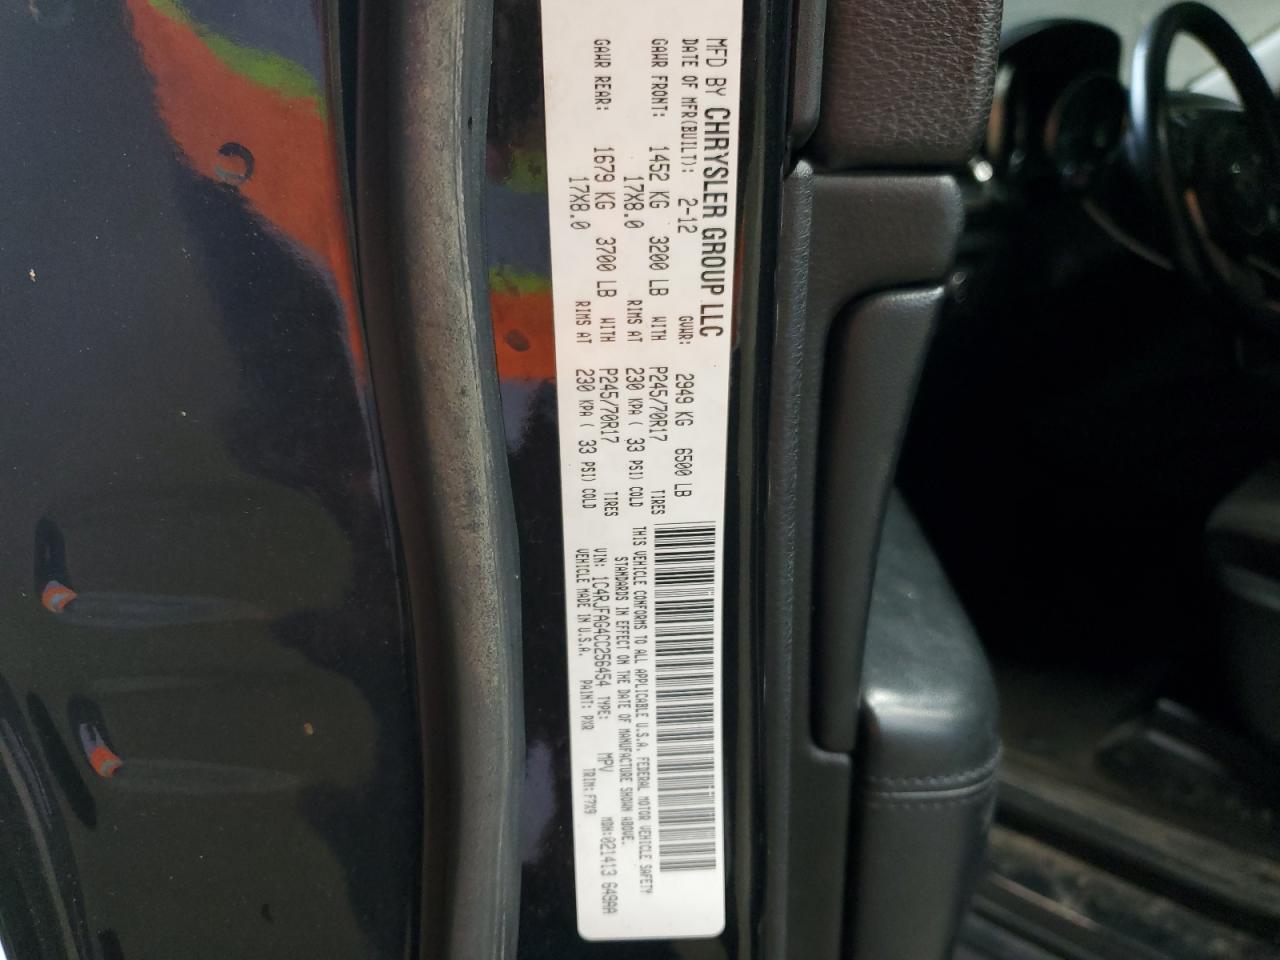 MFD BY CHRYSLER GROUP LLC
DATE OF MFR(BUILT): 2-12 GVWR: 2949 KG 6500 LB
GAWR FRONT: 1452 KG 3200 LB WITH P245/70R17 TIRES
17X8.0 RIMS AT 230 KPA ( 33 PSI) COLD
GAWR REAR: 1679 KG 3700 LB WITH P245/70R17 TIRES
17X8.0 RIMS AT 230 KPA ( 33 PSI) COLD
THIS VEHICLE CONFORMS TO ALL APPLICABLE U.S.A. FEDERAL MOTOR VEHICLE SAFETY
STANDARDS IN EFFECT ON THE DATE OF MANUFACTURE SHOWN ABOVE.
VIN: 1C4RJFAG4CC256454 TYPE: MPV MDH:021413 649AA
VEHICLE MADE IN U.S.A. PAINT: PXR TRIM: F7X9